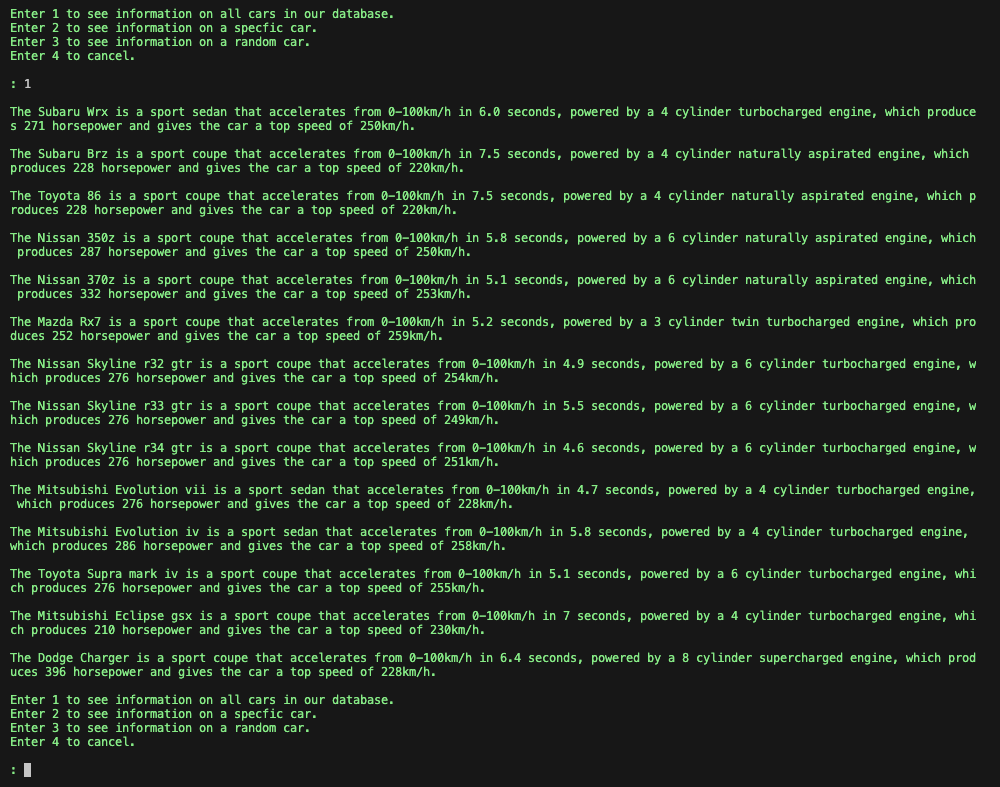 Enter 1 to see information on all cars in our database.
Enter 2 to see information on a specfic car.
Enter 3 to see information on a random car.
Enter 4 to cancel.
: 1
The Subaru Wrx is a sport sedan that accelerates from 0-100km/h in 6.0 seconds, powered by a 4 cylinder turbocharged engine, which produce
s 271 horsepower and gives the car a top speed of 250km/h.
The Subaru Brz is a sport coupe that accelerates from 0-100km/h in 7.5 seconds, powered by a 4 cylinder naturally aspirated engine, which
produces 228 horsepower and gives the car a top speed of 220km/h.
The Toyota 86 is a sport coupe that accelerates from 0-100km/h in 7.5 seconds, powered by a 4 cylinder naturally aspirated engine, which p
roduces 228 horsepower and gives the car a top speed of 220km/h.
The Nissan 350z is a sport coupe that accelerates from 0-100km/h in 5.8 seconds, powered by a 6 cylinder naturally aspirated engine, which
 produces 287 horsepower and gives the car a top speed of 250km/h.
The Nissan 370z is a sport coupe that accelerates from 0-100km/h in 5.1 seconds, powered by a 6 cylinder naturally aspirated engine, which
 produces 332 horsepower and gives the car a top speed of 253km/h.
The Mazda Rx7 is a sport coupe that accelerates from 0-100km/h in 5.2 seconds, powered by a 3 cylinder twin turbocharged engine, which pro
duces 252 horsepower and gives the car a top speed of 259km/h.
The Nissan Skyline r32 gtr is a sport coupe that accelerates from 0-100km/h in 4.9 seconds, powered by a 6 cylinder turbocharged engine, w
hich produces 276 horsepower and gives the car a top speed of 254km/h.
The Nissan Skyline r33 gtr is a sport coupe that accelerates from 0-100km/h in 5.5 seconds, powered by a 6 cylinder turbocharged engine, w
hich produces 276 horsepower and gives the car a top speed of 249km/h.
The Nissan Skyline r34 gtr is a sport coupe that accelerates from 0-100km/h in 4.6 seconds, powered by a 6 cylinder turbocharged engine, w
hich produces 276 horsepower and gives the car a top speed of 251km/h.
The Mitsubishi Evolution vii is a sport sedan that accelerates from 0-100km/h in 4.7 seconds, powered by a 4 cylinder turbocharged engine,
 which produces 276 horsepower and gives the car a top speed of 228km/h.
The Mitsubishi Evolution iv is a sport sedan that accelerates from 0-100km/h in 5.8 seconds, powered by a 4 cylinder turbocharged engine,
which produces 286 horsepower and gives the car a top speed of 258km/h.
The Toyota Supra mark iv is a sport coupe that accelerates from 0-100km/h in 5.1 seconds, powered by a 6 cylinder turbocharged engine, whi
ch produces 276 horsepower and gives the car a top speed of 255km/h.
The Mitsubishi Eclipse gsx is a sport coupe that accelerates from 0-100km/h in 7 seconds, powered by a 4 cylinder turbocharged engine, whi
ch produces 210 horsepower and gives the car a top speed of 230km/h.
The Dodge Charger is a sport coupe that accelerates from 0-100km/h in 6.4 seconds, powered by a 8 cylinder supercharged engine, which prod
uces 396 horsepower and gives the car a top speed of 228km/h.
Enter 1 to see information on all cars in our database.
Enter 2 to see information on a specfic car.
Enter 3 to see information on a random car.
Enter 4 to cancel.
: